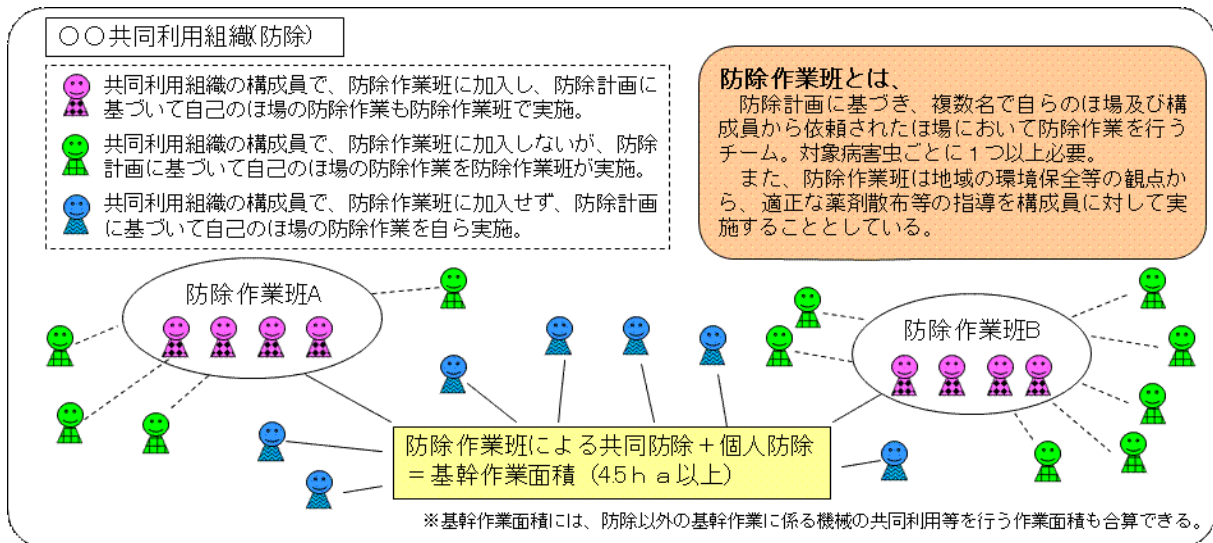 ○○共同利用組織(防除)
共同利用組織の構成員で、防除作業班に加入し、防除計画に
基づいて自己のほ場の防除作業も防除作業班で実施。
共同利用組織の構成員で、防除作業班に加入しないが、防除
計画に基づいて自己のほ場の防除作業を防除作業班が実施。
共同利用組織の構成員で、防除作業班に加入せず、防除計画
に基づいて自己のほ場の防除作業を自ら実施。
防除作業班とは、
防除計画に基づき、複数名で自らのほ場及び構
成員から依頼されたほ場において防除作業を行う
チーム。対象病害虫ごとに１つ以上必要。
また、防除作業班は地域の環境保全等の観点か
ら、適正な薬剤散布等の指導を構成員に対して実
施することとしている。
防除作業班A
防除作業班B
防除作業班による共同防除＋個人防除
＝基幹作業面積（4.5ｈａ以上）
※基幹作業面積には、防除以外の基幹作業に係る機械の共同利用等を行う作業面積も合算できる。